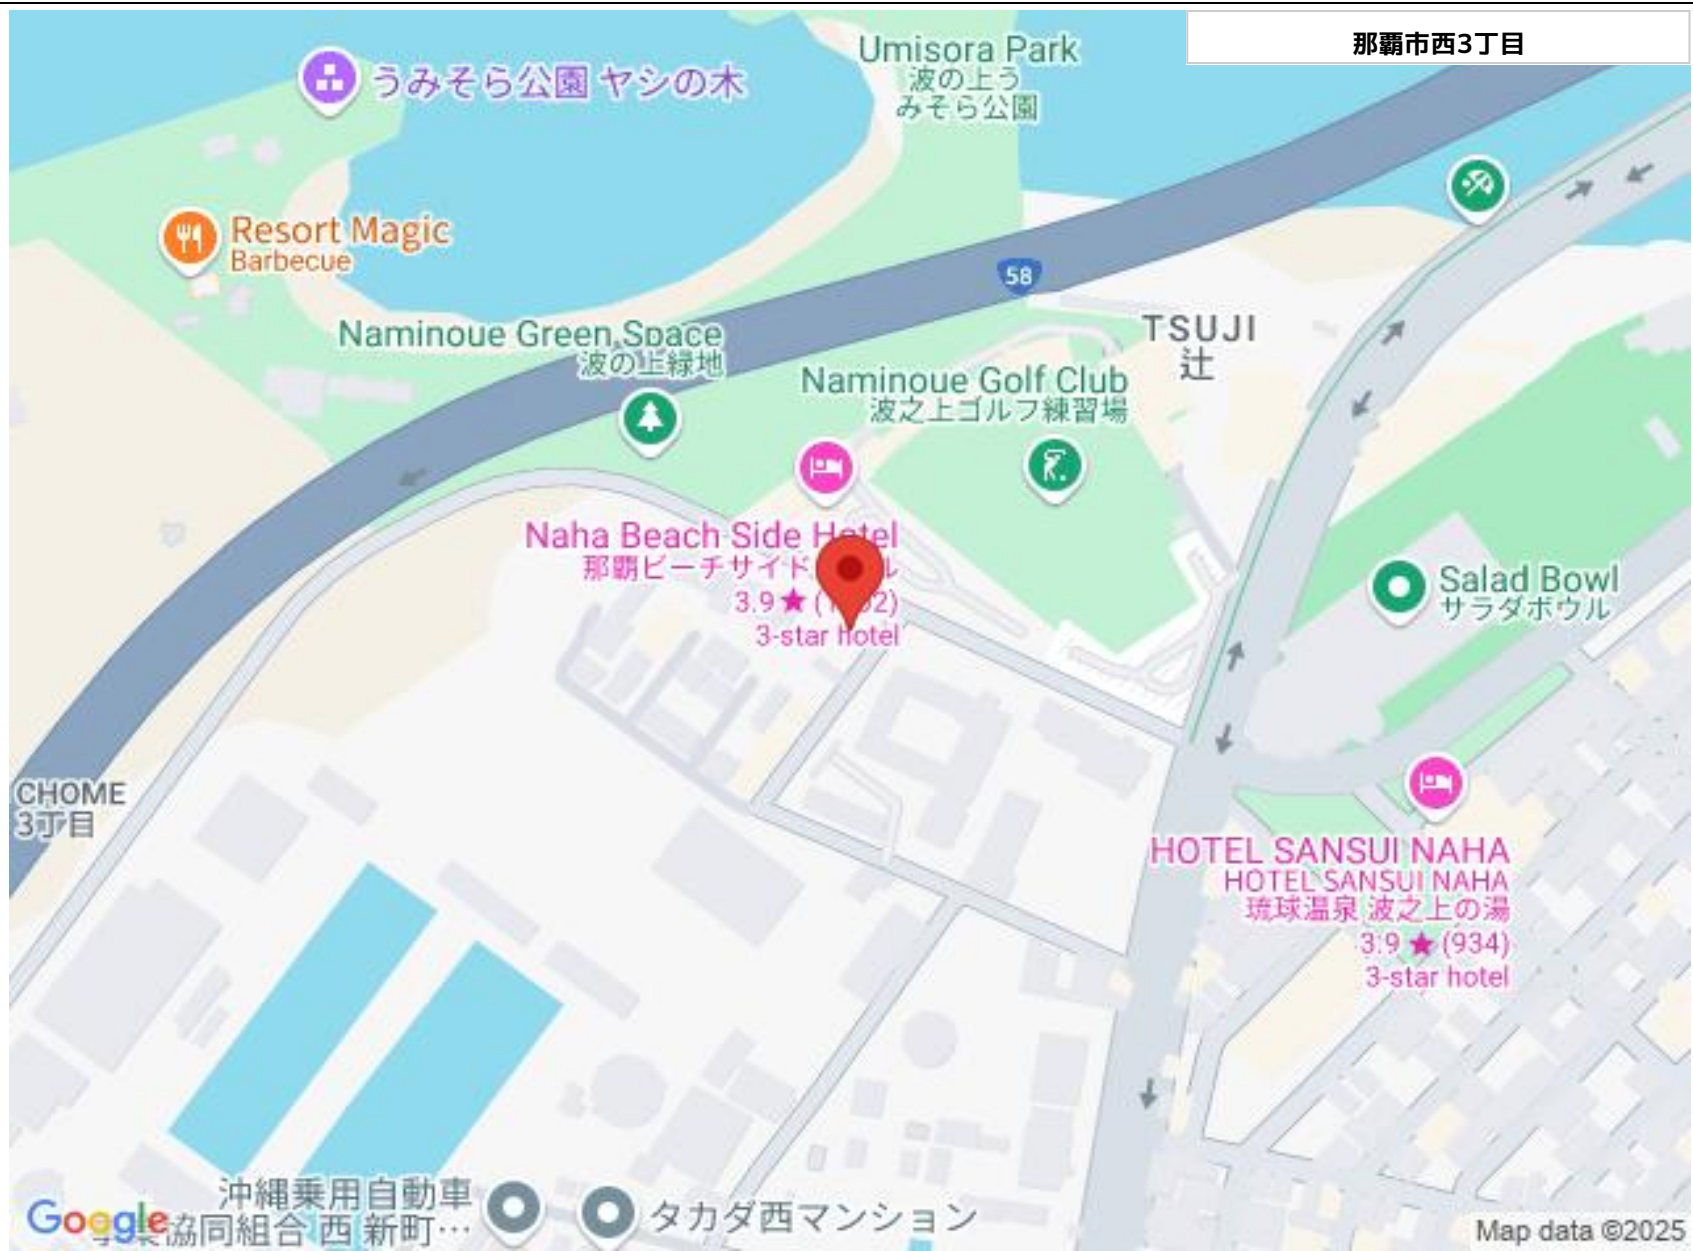 那覇市西3丁目
Umisora Park
波の上う
みそら公園
うみそら公園 ヤシの木
Resort Magic
Barbecue
58
Naminoue Green Space
波の上緑地
TSUJI
辻
Naminoue Golf Club
波之上ゴルフ練習場
Naha Beach Side Hotel
那覇ビーチサイド
3.9 ★
3-star hotel
Salad Bowl
サラダボウル
CHOME
3丁目
HOTEL SANSUI NAHA
HOTEL SANSUI NAHA
琉球温泉 波之上の湯
3.9 ★ (934)
3-star hotel
沖縄乗用自動車
協同組合 西 新町…
タカダ西マンション
Google
Map data ©2025